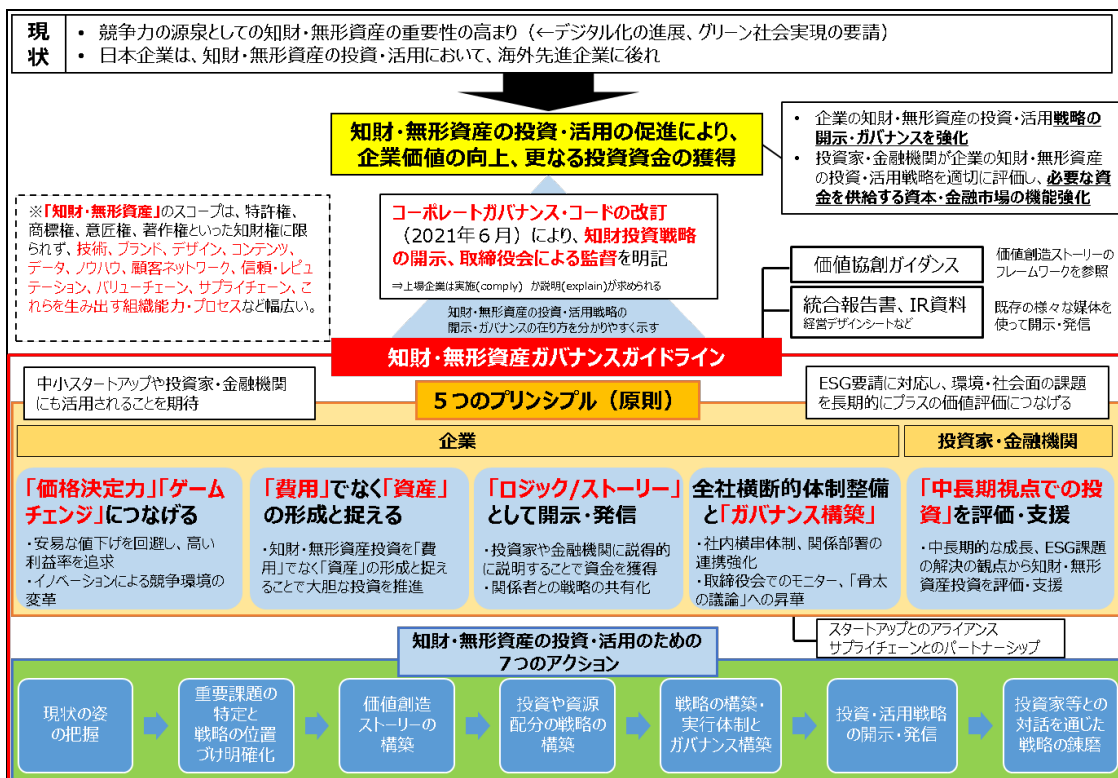 現状
・ 競争力の源泉としての知財・無形資産の重要性の高まり（←デジタル化の進展、グリーン社会実現の要請）
・ 日本企業は、知財・無形資産の投資・活用において、海外先進企業に後れ
知財・無形資産の投資・活用の促進により、
企業価値の向上、更なる投資資金の獲得
・ 企業の知財・無形資産の投資・活用戦略の
開示・ガバナンスを強化
・ 投資家・金融機関が企業の知財・無形資産
の投資・活用戦略を適切に評価し、必要な資
金を供給する資本・金融市場の機能強化
※「知財・無形資産」のスコープは、特許権、
商標権、意匠権、著作権といった知財権に限
られず、技術、ブランド、デザイン、コンテンツ、
データ、ノウハウ、顧客ネットワーク、信頼・レピュ
テーション、バリューチェーン、サプライチェーン、こ
れらを生み出す組織能力・プロセスなど幅広い。
コーポレートガバナンス・コードの改訂
（2021年６月）により、知財投資戦略
の開示、取締役会による監督を明記
⇒上場企業は実施(comply) か説明(explain)が求められる
価値協創ガイダンス
価値創造ストーリーの
フレームワークを参照
統合報告書、IR資料
経営デザインシートなど
既存の様々な媒体を
使って開示・発信
知財・無形資産の投資・活用戦略の
開示・ガバナンスの在り方を分かりやすく示す
知財・無形資産ガバナンスガイドライン
中小スタートアップや投資家・金融機関
にも活用されることを期待
５つのプリンシプル（原則）
ESG要請に対応し、環境・社会面の課題
を長期的にプラスの価値評価につなげる
企業
投資家・金融機関
「価格決定力」「ゲーム
チェンジ」につなげる
・安易な値下げを回避し、高い
利益率を追求
・イノベーションによる競争環境の
変革
「費用」でなく「資産」
の形成と捉える
・知財・無形資産投資を「費
用」でなく「資産」の形成と捉え
ることで大胆な投資を推進
「ロジック/ストーリー」
として開示・発信
・投資家や金融機関に説得的
に説明することで資金を獲得
・関係者との戦略の共有化
全社横断的体制整備
と「ガバナンス構築」
・社内横串体制、関係部署の
連携強化
・取締役会でのモニター、「骨太
の議論」への昇華
「中長期視点での投
資」を評価・支援
・中長期的な成長、ESG課題
の解決の観点から知財・無形
資産投資を評価・支援
スタートアップとのアライアンス
サプライチェーンとのパートナーシップ
知財・無形資産の投資・活用のための
７つのアクション
現状の姿
の把握
重要課題の
特定と
戦略の位置
づけ明確化
価値創造
ストーリーの
構築
投資や資源
配分の戦略の
構築
戦略の構築・
実行体制と
ガバナンス構築
投資・活用戦略
の開示・発信
投資家等との
対話を通じた
戦略の錬磨